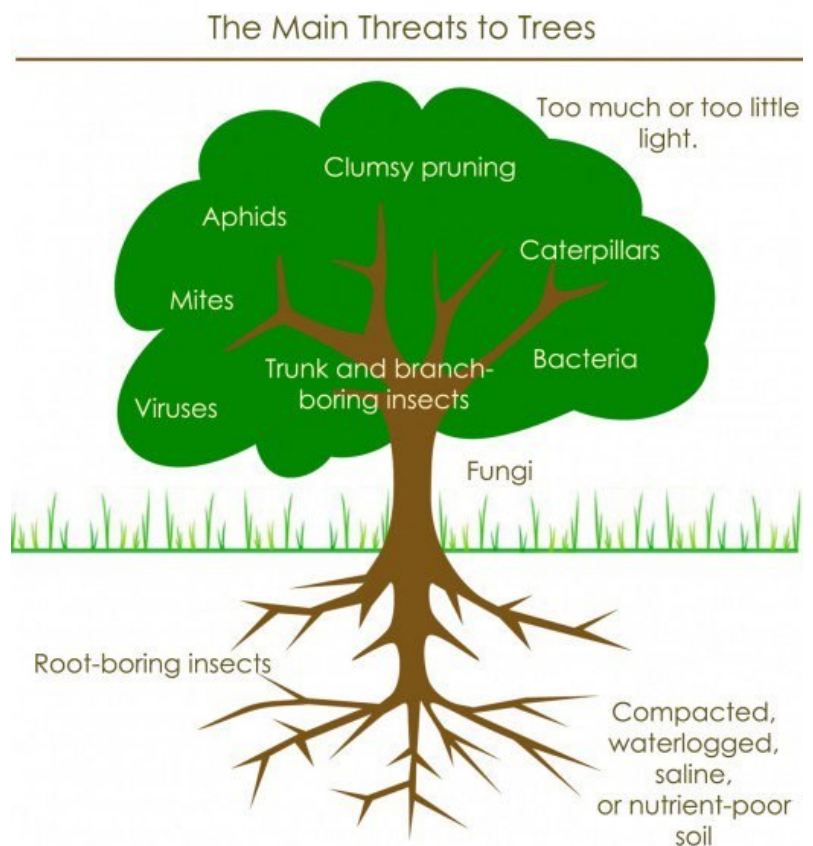 The Main Threats to Trees
Too much or too little
light.
Clumsy pruning
Aphids
Caterpillars
Mites
Trunk and branch-
boring insects
Bacteria
Viruses
Fungi
Root-boring insects
Compacted,
waterlogged,
saline,
or nutrient-poor
soil